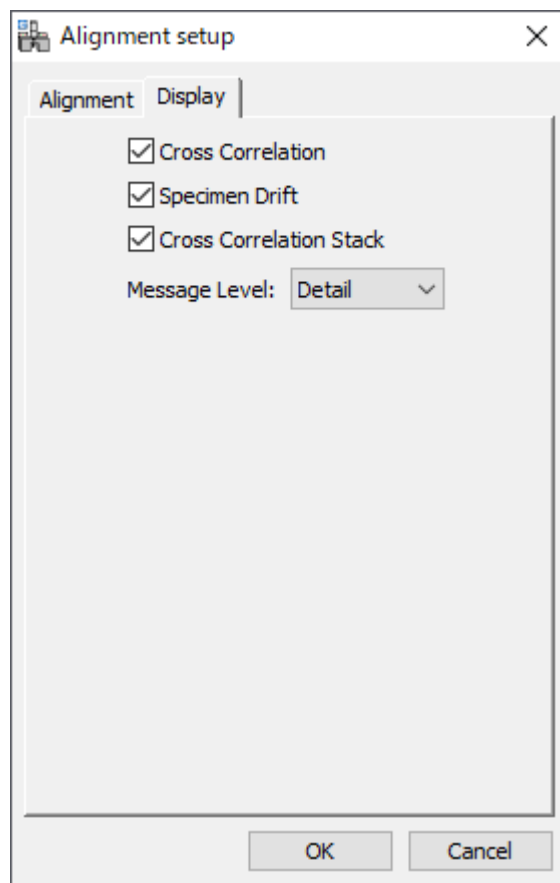 Alignment setup
Alignment Display
Cross Correlation
Specimen Drift
Cross Correlation Stack
Message Level: Detail
OK Cancel